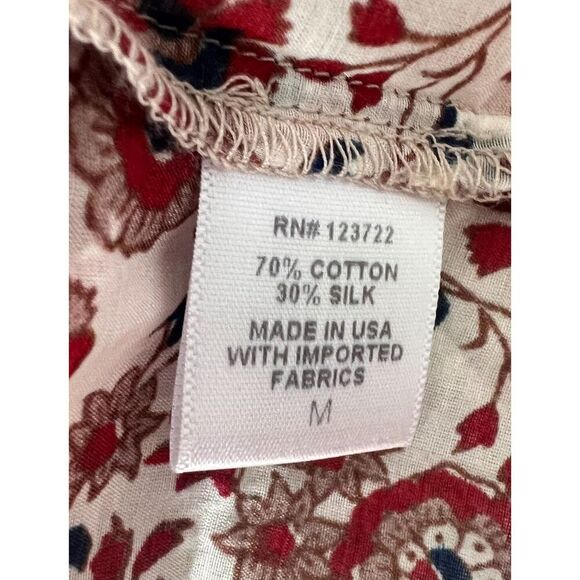 RN# 123722
70% COTTON
30% SILK
MADE IN USA
WITH IMPORTED
FABRICS
M